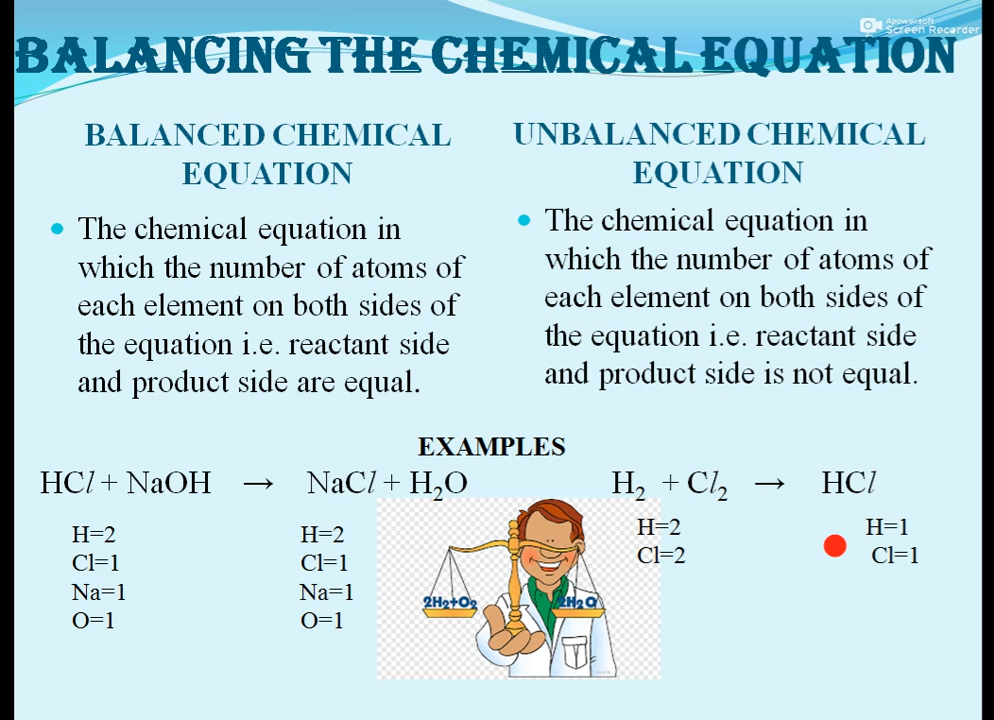 Apowersoft
Screen Recorder
BALANCING THE CHEMICAL EQUATION
BALANCED CHEMICAL
EQUATION
• The chemical equation in
which the number of atoms of
each element on both sides of
the equation i.e. reactant side
and product side are equal.
UNBALANCED CHEMICAL
EQUATION
• The chemical equation in
which the number of atoms of
each element on both sides of
the equation i.e. reactant side
and product side is not equal.
EXAMPLES
HCl + NaOH → NaCl + H₂O
H₂ + Cl₂ → HCl
H=2
Cl=1
Na=1
O=1
H=2
Cl=1
Na=1
O=1
2H2+O2
2H2O
H=2
Cl=2
H=1
Cl=1